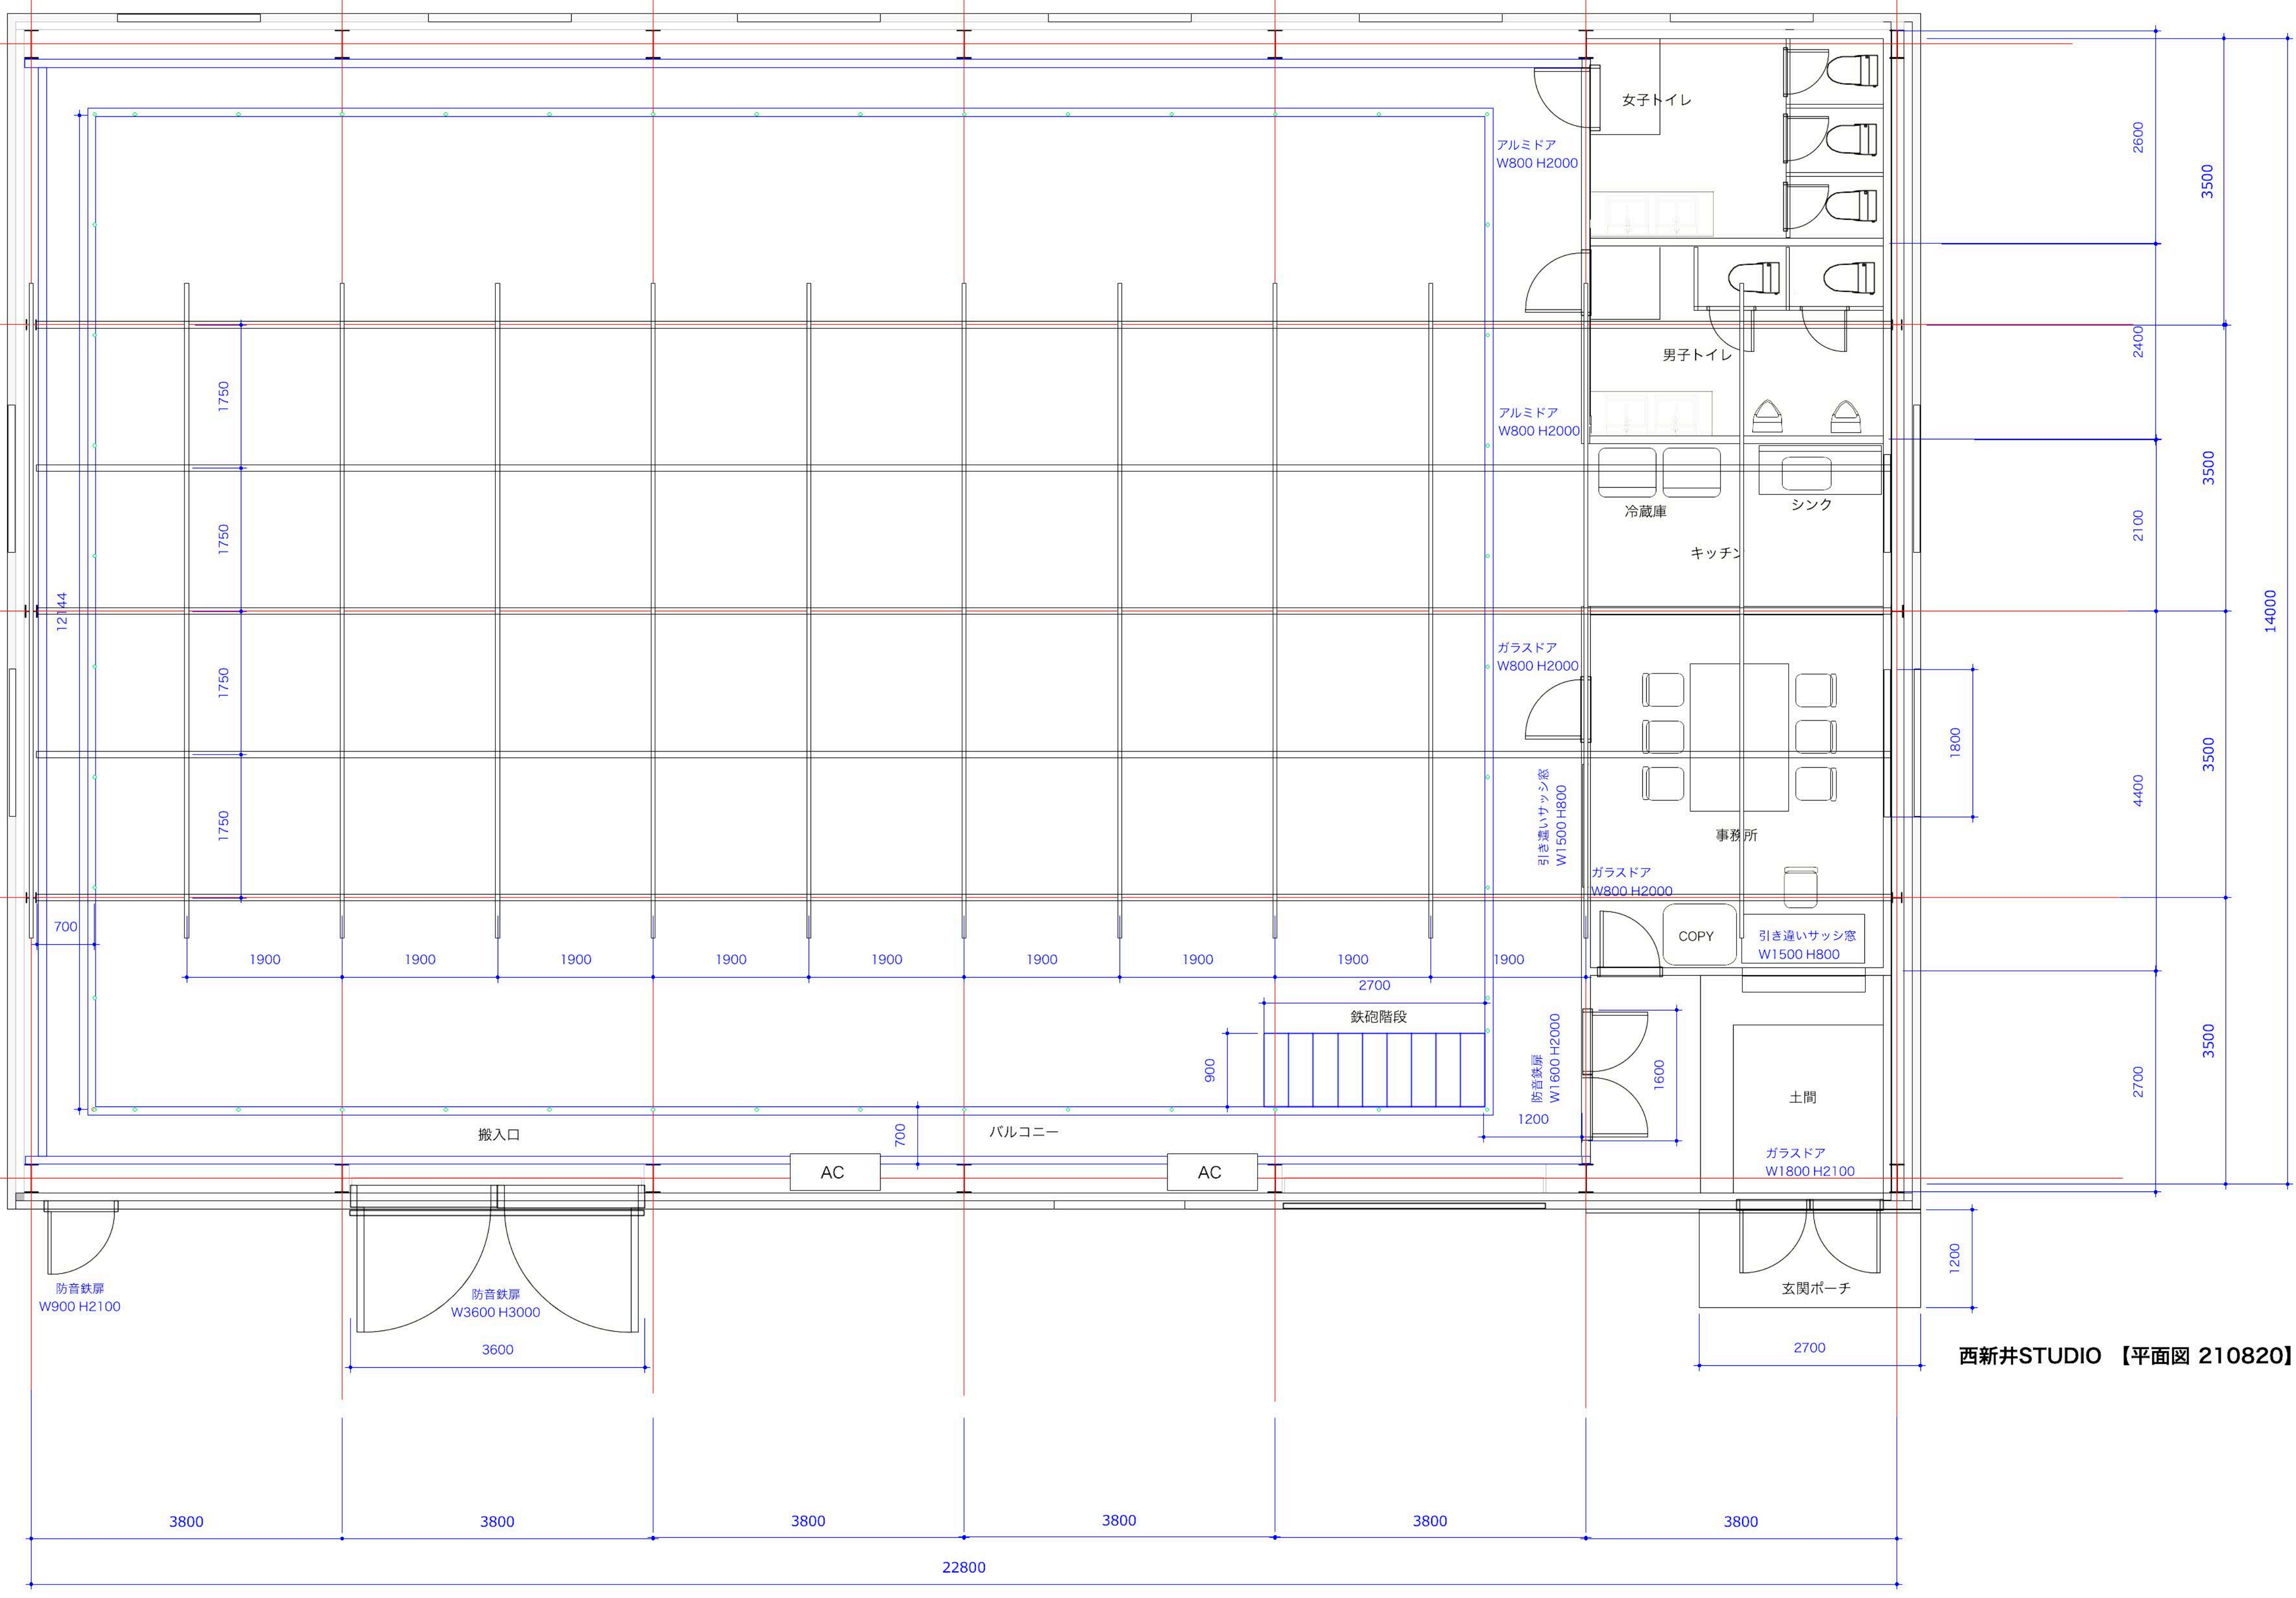 女子トイレ
アルミドア
W800 H2000
2600
3500
男子トイレ
2400
1750
アルミドア
W800 H2000
冷蔵庫
シンク
キッチン
3500
2100
1750
12144
14000
ガラスドア
W800 H2000
1750
1800
3500
4400
引き違いサッシ窓
W1500 H800
事務所
1750
ガラスドア
W800 H2000
700
COPY
引き違いサッシ窓
W1500 H800
1900
1900
1900
1900
1900
1900
1900
1900
1900
2700
鉄砲階段
900
防音鉄扉
W1600 H2000
1600
3500
2700
土間
1200
搬入口
バルコニー
700
AC
AC
ガラスドア
W1800 H2100
防音鉄扉
W900 H2100
防音鉄扉
W3600 H3000
玄関ポーチ
1200
3600
2700
西新井STUDIO 【平面図 210820】
3800
3800
3800
3800
3800
3800
22800